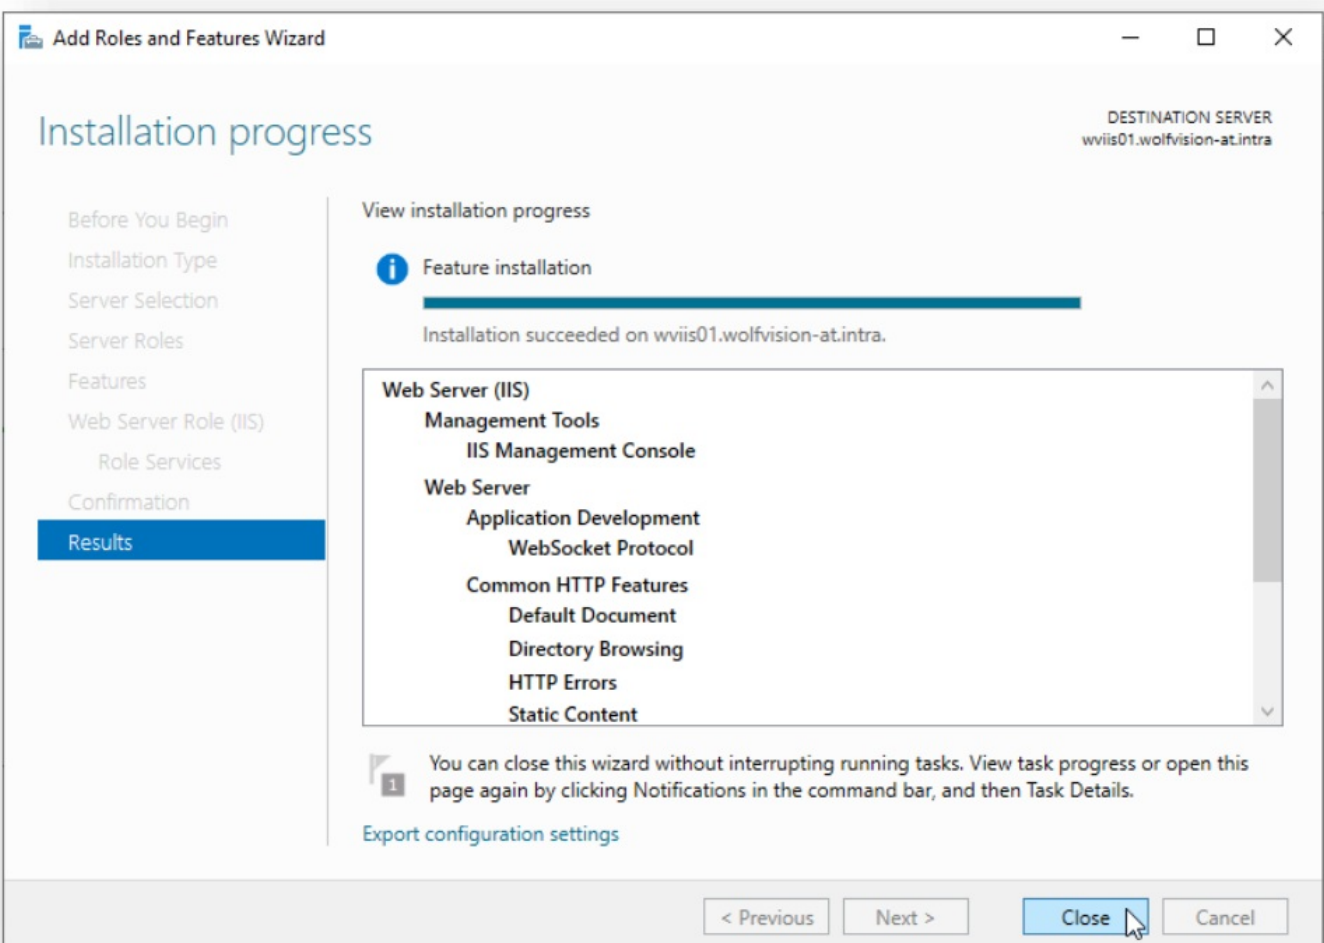 Add Roles and Features Wizard
Installation progress
DESTINATION SERVER
wviis01.wolfvision-at.intra
Before You Begin
Installation Type
Server Selection
Server Roles
Features
Web Server Role (IIS)
Role Services
Confirmation
Results
View installation progress
Feature installation
Installation succeeded on wviis01.wolfvision-at.intra.
Web Server (IIS)
Management Tools
IIS Management Console
Web Server
Application Development
WebSocket Protocol
Common HTTP Features
Default Document
Directory Browsing
HTTP Errors
Static Content
1
You can close this wizard without interrupting running tasks. View task progress or open this
page again by clicking Notifications in the command bar, and then Task Details.
Export configuration settings
< Previous
Next >
Close
Cancel